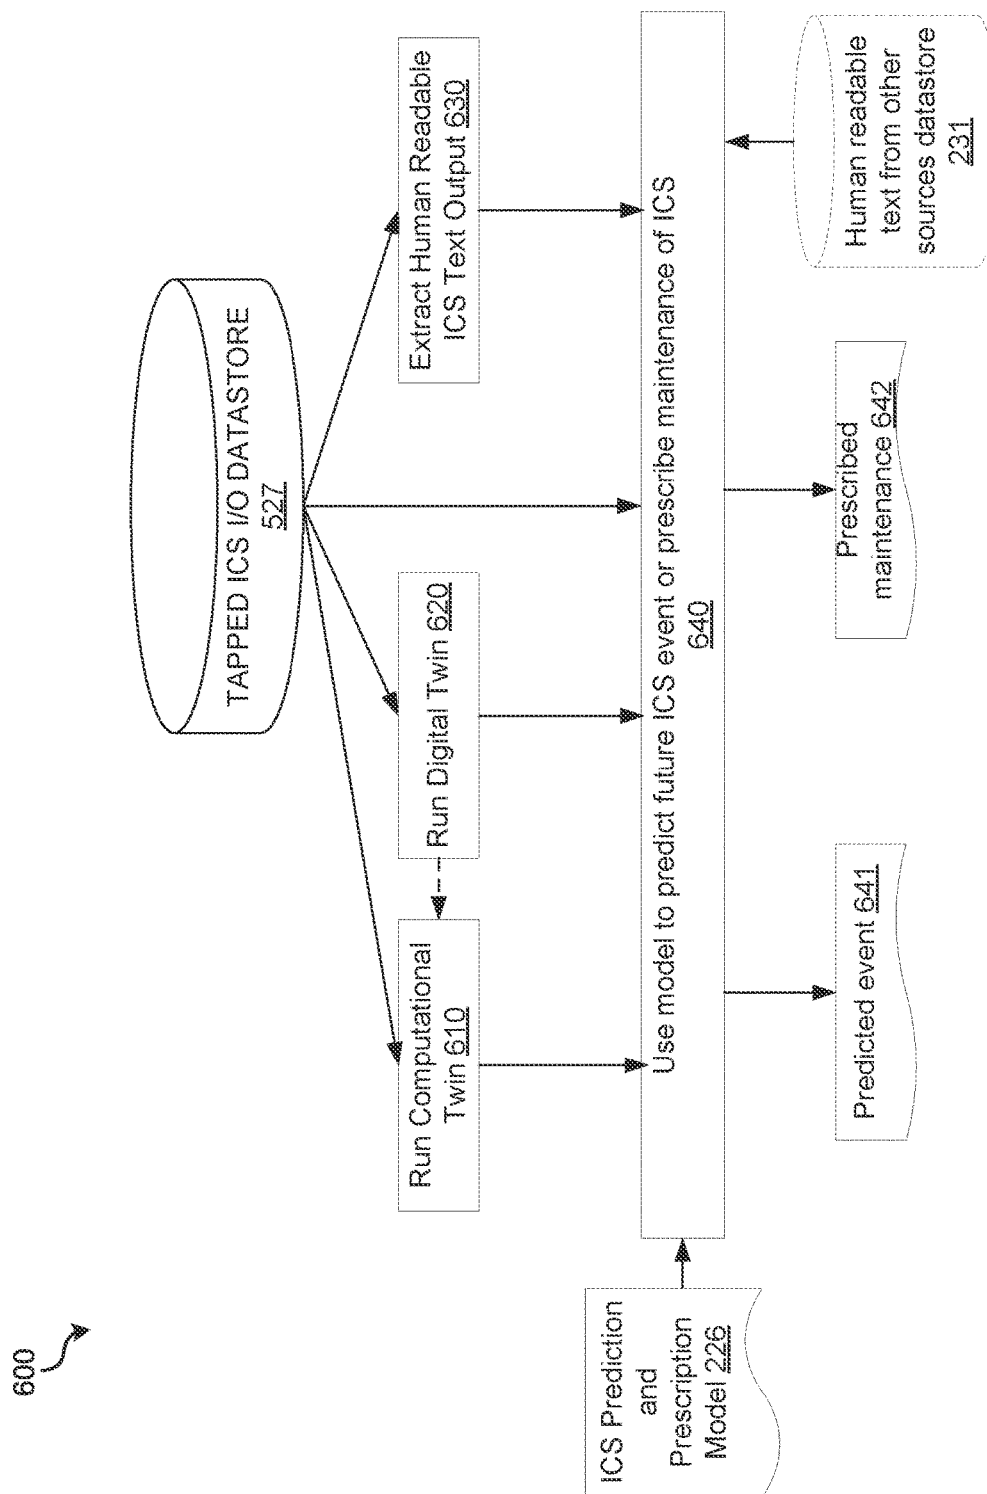 600
TAPPED ICS I/O DATASTORE
527
Run Computational
Twin 610
Run Digital Twin 620
Extract Human Readable
ICS Text Output 630
ICS Prediction
and
Prescription
Model 226
Use model to predict future ICS event or prescribe maintenance of ICS
640
Predicted event 641
Prescribed
maintenance 642
Human readable
text from other
sources datastore
231